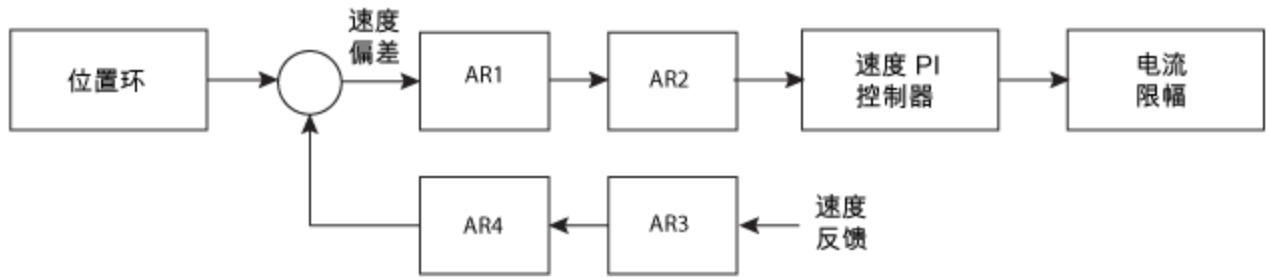 位置环
速度
偏差
AR1
AR2
速度 PI
控制器
电流
限幅
AR4
AR3
速度
反馈